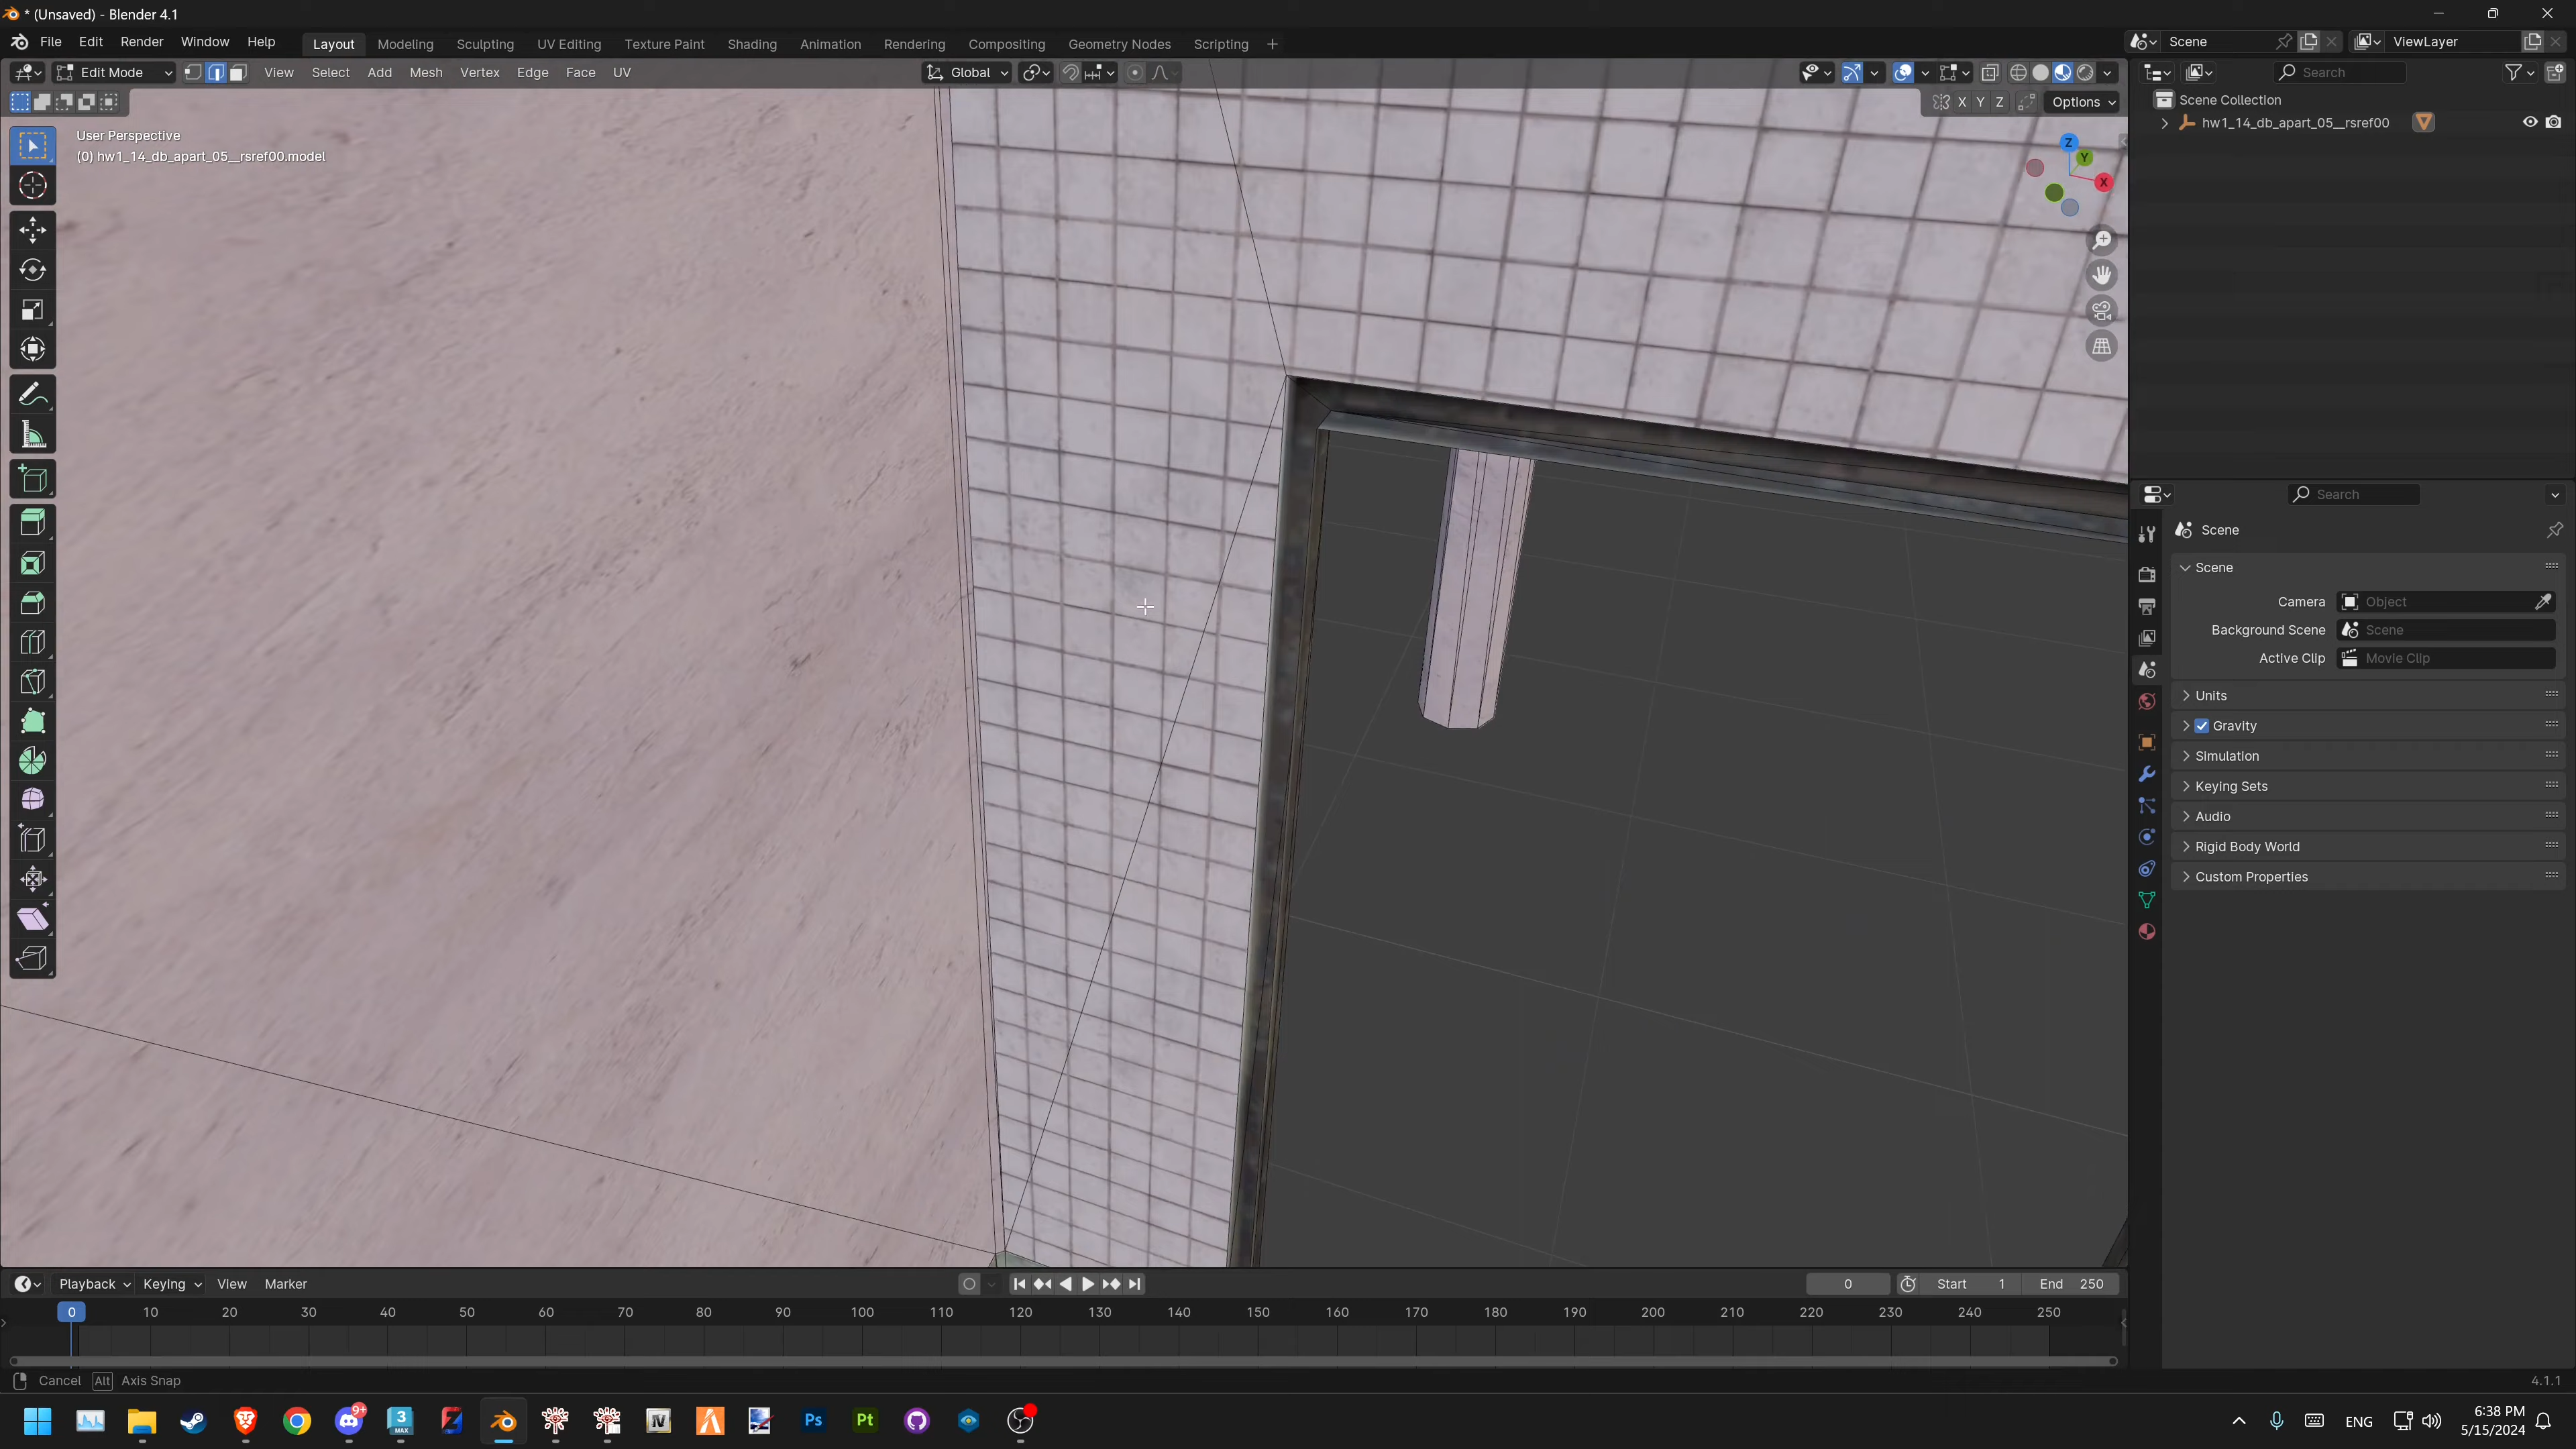 * (Unsaved) - Blender 4.1
File Edit Render Window Help Layout Modeling Sculpting UV Editing Texture Paint Shading Animation Rendering Compositing Geometry Nodes Scripting + Scene ViewLayer
Edit Mode View Select Add Mesh Vertex Edge Face UV Global Search
X Y Z Options
Scene Collection
hw1_14_db_apart_05__rsref00
User Perspective
(0) hw1_14_db_apart_05__rsref00.model
Z
Y
X
Search
Scene
Scene
Camera Object
Background Scene Scene
Active Clip Movie Clip
Units
Gravity
Simulation
Keying Sets
Audio
Rigid Body World
Custom Properties
Playback Keying View Marker 0 Start 1 End 250
0 10 20 30 40 50 60 70 80 90 100 110 120 130 140 150 160 170 180 190 200 210 220 230 240 250
Cancel Alt Axis Snap 4.1.1
9+ 3 MAX Z IV Ps Pt ENG 6:38 PM
5/15/2024